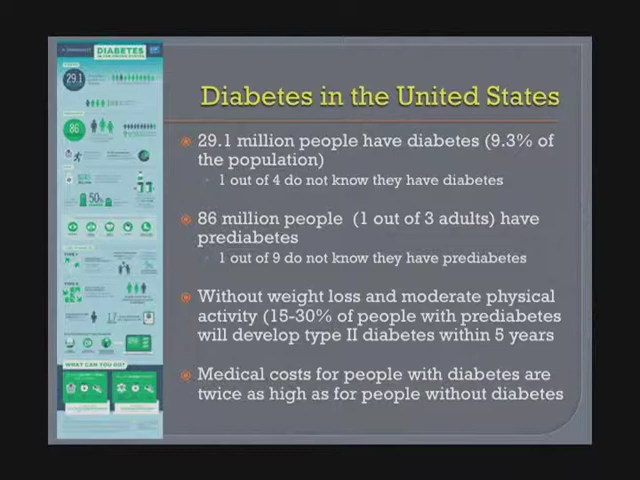 DIABETES
29.1
86
50%
WHAT CAN YOU DO?
Diabetes in the United States
29.1 million people have diabetes (9.3% of
the population)
1 out of 4 do not know they have diabetes
86 million people (1 out of 3 adults) have
prediabetes
1 out of 9 do not know they have prediabetes
Without weight loss and moderate physical
activity (15-30% of people with prediabetes
will develop type II diabetes within 5 years
Medical costs for people with diabetes are
twice as high as for people without diabetes